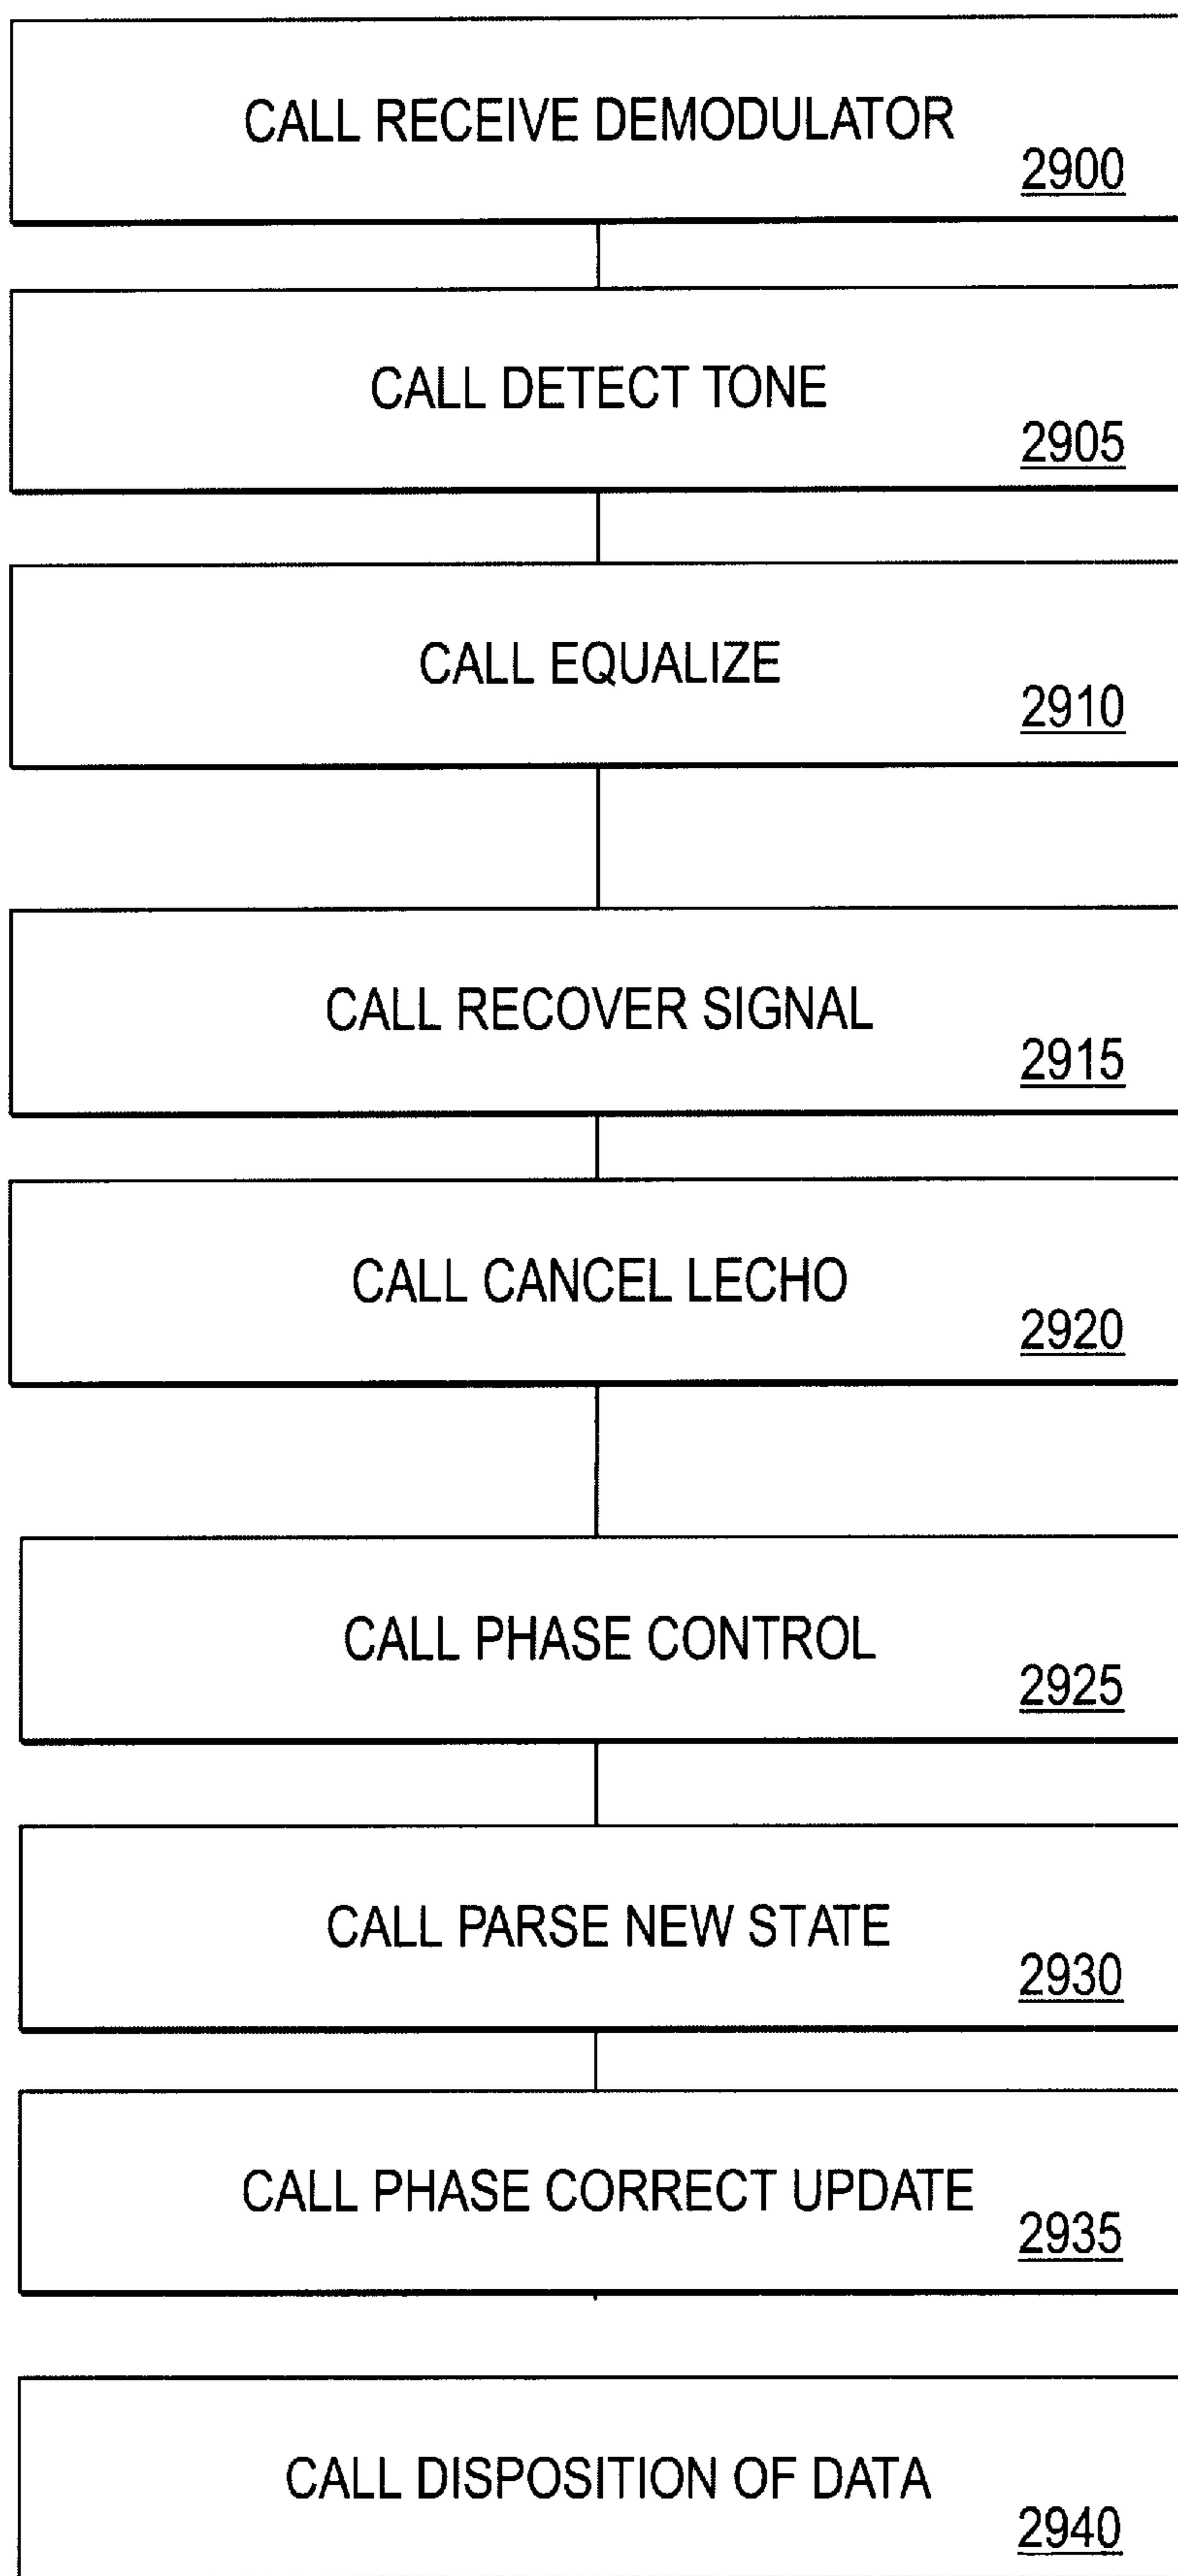 CALL RECEIVE DEMODULATOR
2900
CALL DETECT TONE
2905
CALL EQUALIZE
2910
CALL RECOVER SIGNAL
2915
CALL CANCEL LECHO
2920
CALL PHASE CONTROL
2925
CALL PARSE NEW STATE
2930
CALL PHASE CORRECT UPDATE
2935
CALL DISPOSITION OF DATA
2940